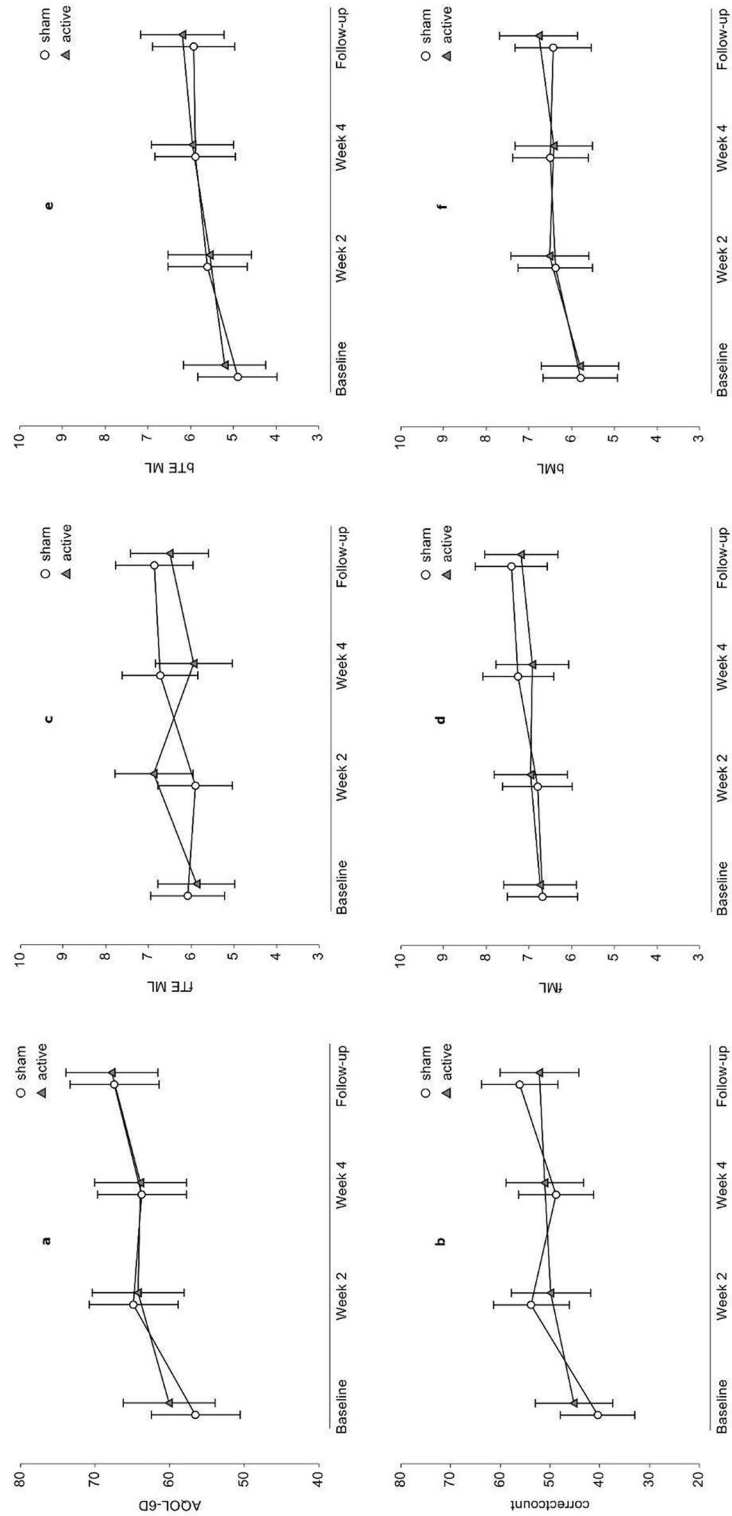 a
○ sham
▲ active
80
70
60
50
40
AQOL-6D
Baseline Week 2 Week 4 Follow-up
c
○ sham
▲ active
10
9
8
7
6
5
4
3
fTE ML
Baseline Week 2 Week 4 Follow-up
e
○ sham
▲ active
10
9
8
7
6
5
4
3
bTE ML
Baseline Week 2 Week 4 Follow-up
b
○ sham
▲ active
80
70
60
50
40
30
20
correctcount
Baseline Week 2 Week 4 Follow-up
d
○ sham
▲ active
10
9
8
7
6
5
4
3
fML
Baseline Week 2 Week 4 Follow-up
f
○ sham
▲ active
10
9
8
7
6
5
4
3
bML
Baseline Week 2 Week 4 Follow-up